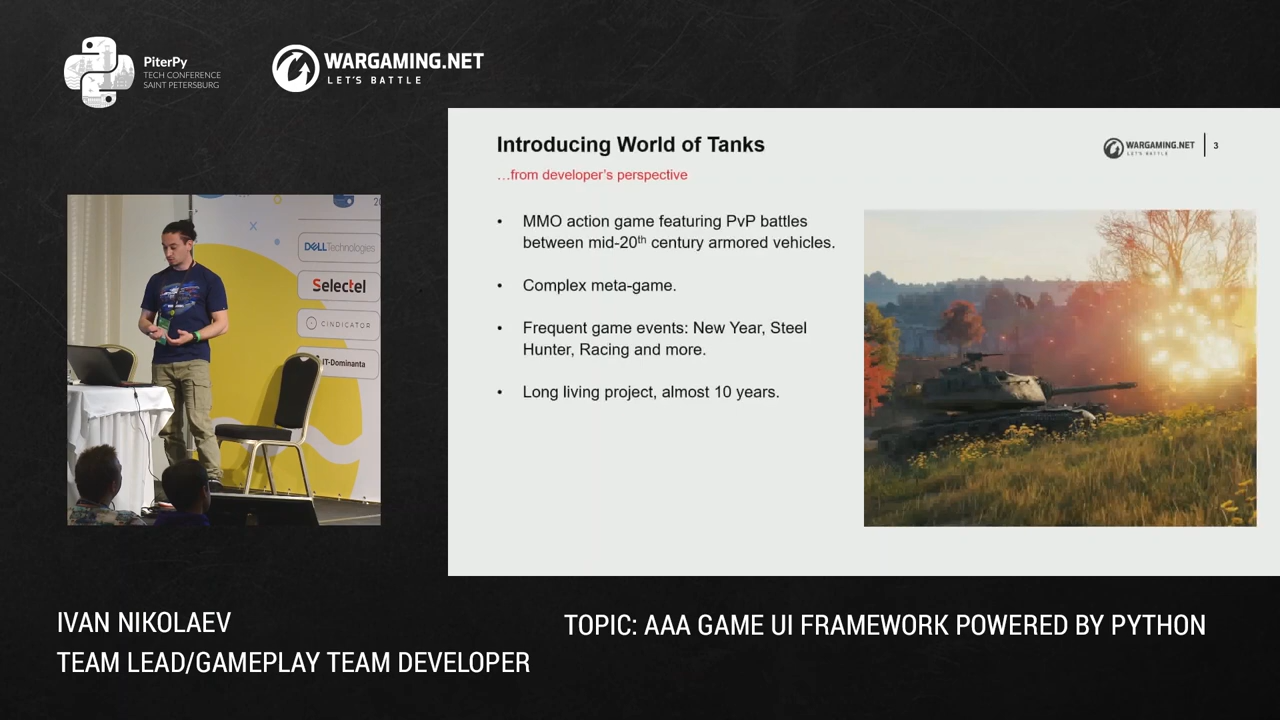 PiterPy
TECH CONFERENCE
SAINT PETERSBURG
WARGAMING.NET
LET'S BATTLE
Introducing World of Tanks
…from developer's perspective
WARGAMING.NET
LET'S BATTLE
3
• MMO action game featuring PvP battles
between mid-20th century armored vehicles.
• Complex meta-game.
• Frequent game events: New Year, Steel
Hunter, Racing and more.
• Long living project, almost 10 years.
20
DELL Technologies
Selectel
CINDICATOR
IT-Dominanta
IVAN NIKOLAEV
TEAM LEAD/GAMEPLAY TEAM DEVELOPER
TOPIC: AAA GAME UI FRAMEWORK POWERED BY PYTHON